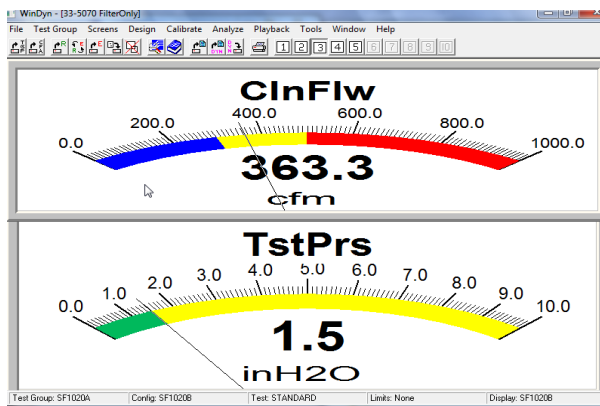 WinDyn - [33-5070 FilterOnly]
File Test Group Screens Design Calibrate Analyze Playback Tools Window Help
1 2 3 4 5 6 7 8 9 10
ClnFlw
0.0 200.0 400.0 600.0 800.0 1000.0
363.3
cfm
TstPrs
0.0 1.0 2.0 3.0 4.0 5.0 6.0 7.0 8.0 9.0 10.0
1.5
inH2O
Test Group: SF1020A Config: SF1020B Test: STANDARD Limits: None Display: SF1020B